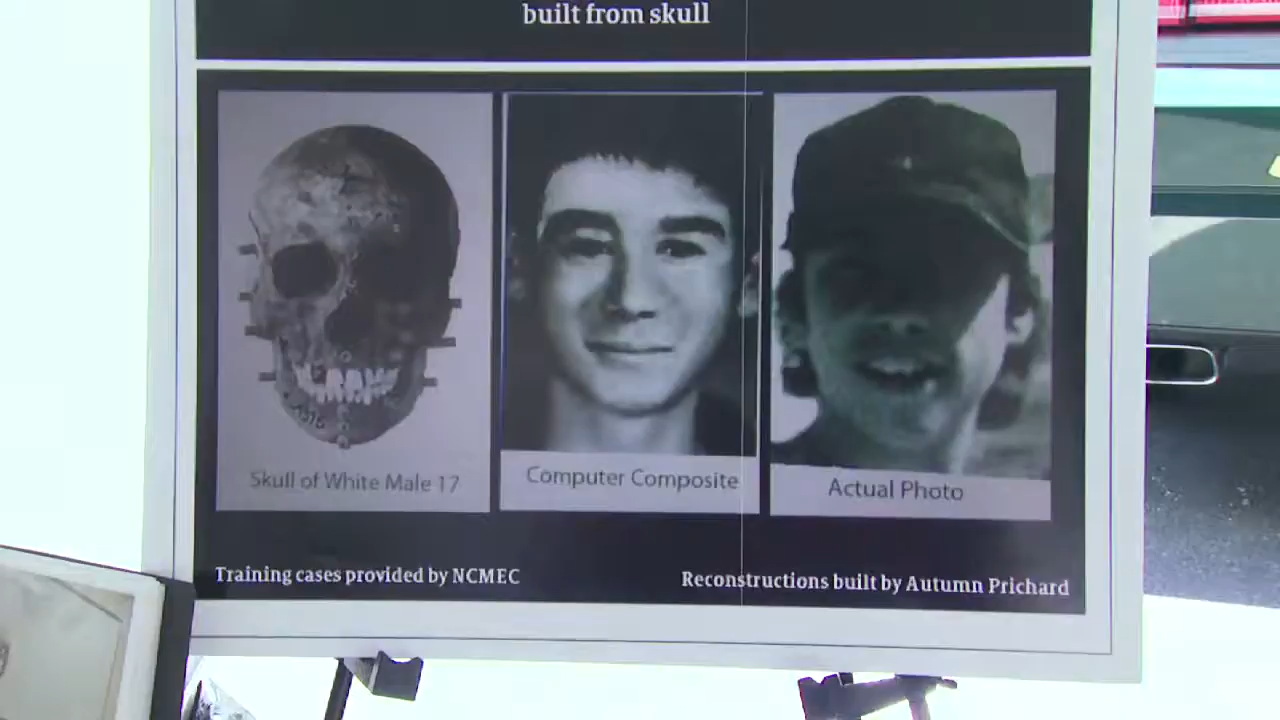 built from skull
Skull of White Male 17
Computer Composite
Actual Photo
Training cases provided by NCMEC
Reconstructions built by Autumn Prichard